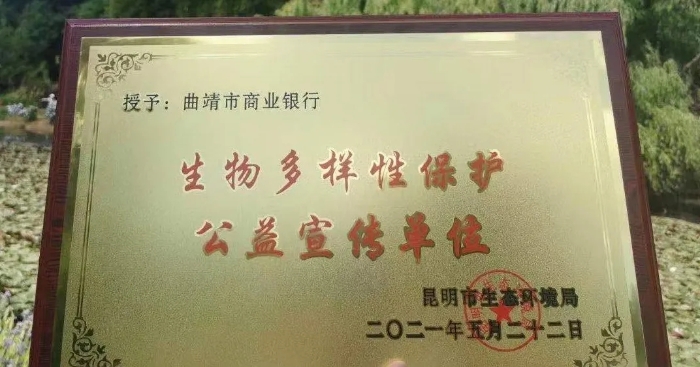 授予：曲靖市商业银行
生物多样性保护
公益宣传单位
昆明市生态环境局
二〇二一年五月二十二日